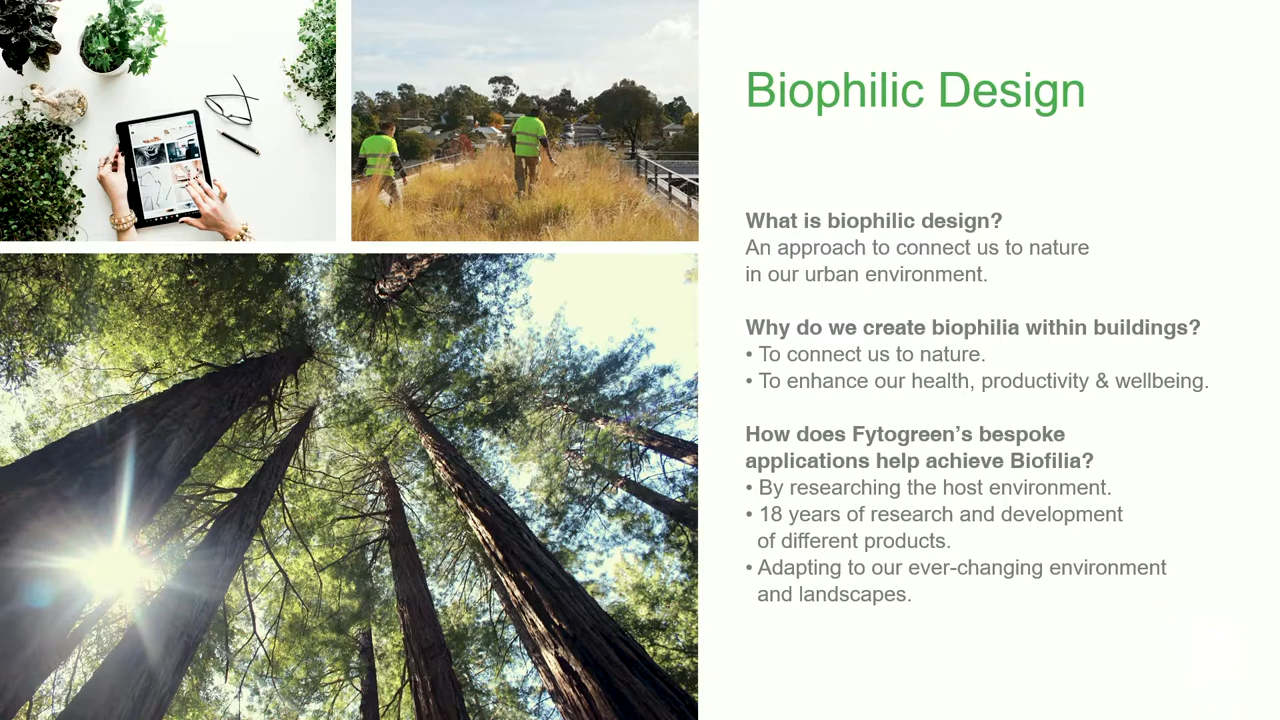 Biophilic Design
What is biophilic design?
An approach to connect us to nature
in our urban environment.
Why do we create biophilia within buildings?
• To connect us to nature.
• To enhance our health, productivity & wellbeing.
How does Fytogreen’s bespoke
applications help achieve Biofilia?
• By researching the host environment.
• 18 years of research and development
of different products.
• Adapting to our ever-changing environment
and landscapes.